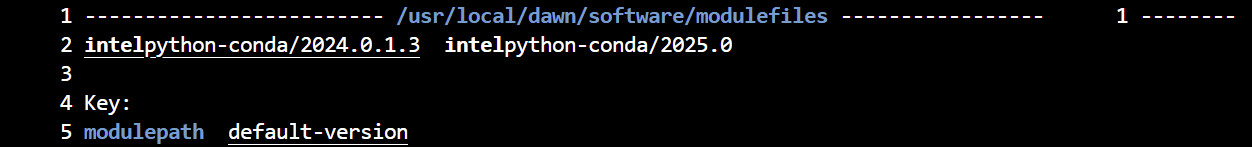 1 ------------------------- /usr/local/dawn/software/modulefiles ----------------- 1 --------
2 intelpython-conda/2024.0.1.3  intelpython-conda/2025.0
3
4 Key:
5 modulepath  default-version